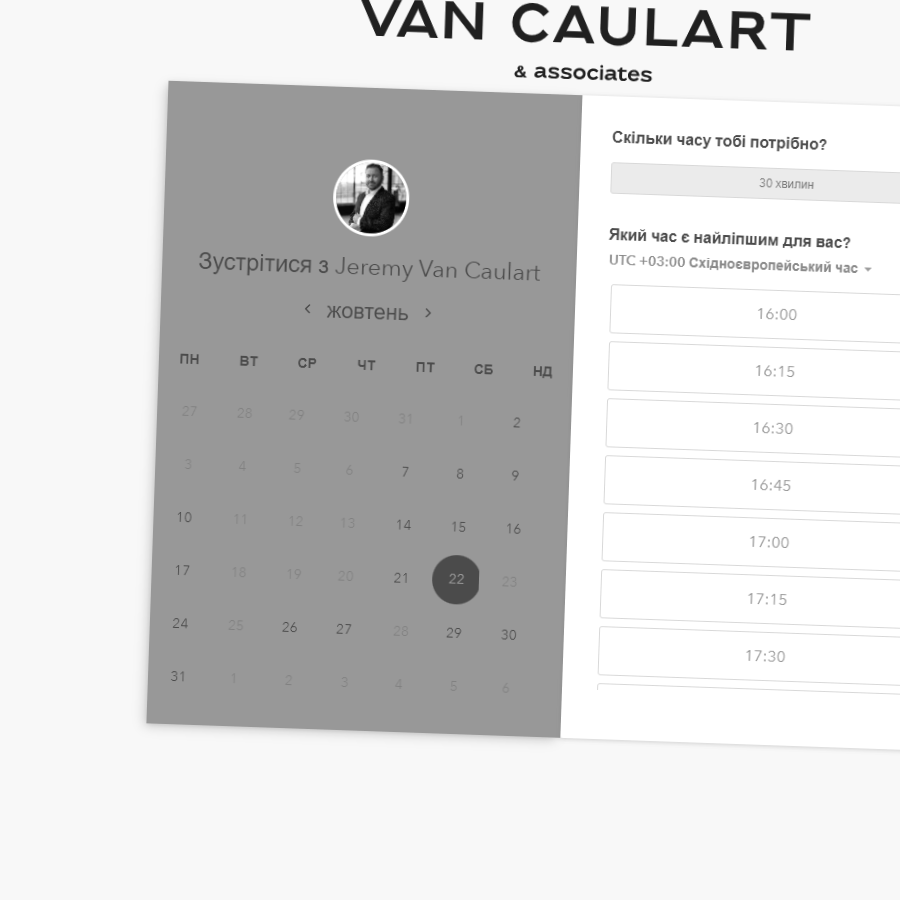 VAN CAULART
& associates
Зустрітися з Jeremy Van Caulart
‹ жовтень ›
ПН ВТ СР ЧТ ПТ СБ НД
27 28 29 30 31 1 2
3 4 5 6 7 8 9
10 11 12 13 14 15 16
17 18 19 20 21 22 23
24 25 26 27 28 29 30
31 1 2 3 4 5 6
Скільки часу тобі потрібно?
30 хвилин
Який час є найліпшим для вас?
UTC +03:00 Східноєвропейський час
16:00
16:15
16:30
16:45
17:00
17:15
17:30